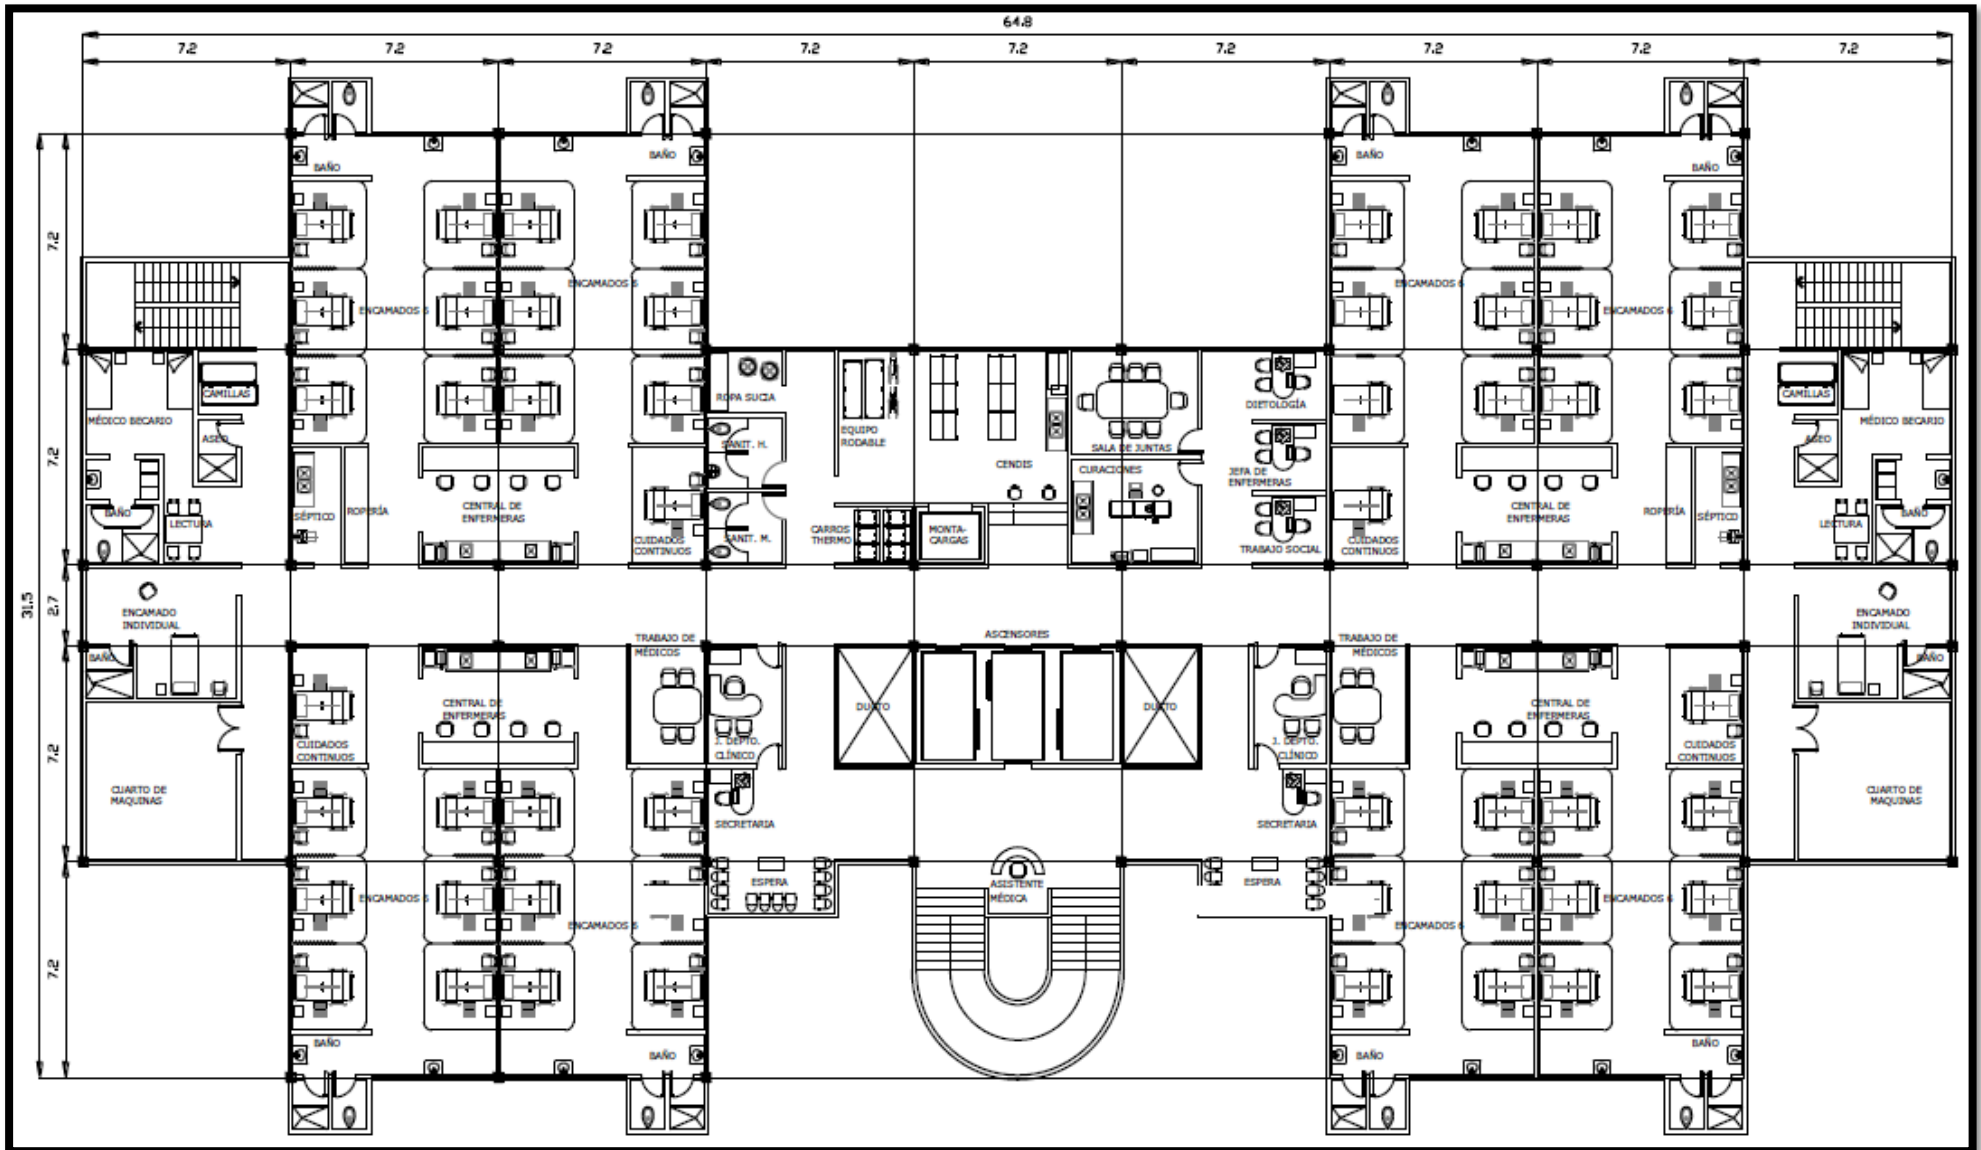 64.8
7.2 7.2 7.2 7.2 7.2 7.2 7.2 7.2 7.2
BAÑO BAÑO BAÑO BAÑO
7.2
ENCAMADOS 6 ENCAMADOS 6 ENCAMADOS 6 ENCAMADOS 6
CAMILLAS
MÉDICO BECARIO
ASEO
ROPA SUCIA
EQUIPO
RODABLE
SANIT. H.
CENDIS
SALA DE JUNTAS
CURACIONES
DIETOLOGÍA
JEFA DE
ENFERMERAS
CAMILLAS
MÉDICO BECARIO
ASEO
7.2
BAÑO
LECTURA
SÉPTICO
ROPERÍA
CENTRAL DE
ENFERMERAS
CUIDADOS
CONTINUOS
SANIT. M.
CARROS
THERMO
MONTA-
CARGAS
TRABAJO SOCIAL
CUIDADOS
CONTINUOS
CENTRAL DE
ENFERMERAS
ROPERÍA
SÉPTICO
LECTURA
BAÑO
31.5
2.7
ENCAMADO
INDIVIDUAL
BAÑO
TRABAJO DE
MÉDICOS
ASCENSORES
TRABAJO DE
MÉDICOS
ENCAMADO
INDIVIDUAL
BAÑO
7.2
CENTRAL DE
ENFERMERAS
CUIDADOS
CONTINUOS
J. DEPTO.
CLÍNICO
DUCTO
DUCTO
J. DEPTO.
CLÍNICO
CENTRAL DE
ENFERMERAS
CUIDADOS
CONTINUOS
CUARTO DE
MAQUINAS
SECRETARIA
SECRETARIA
CUARTO DE
MAQUINAS
ESPERA
ASISTENTE
MÉDICA
ESPERA
7.2
ENCAMADOS 6 ENCAMADOS 6 ENCAMADOS 6 ENCAMADOS 6
BAÑO BAÑO BAÑO BAÑO